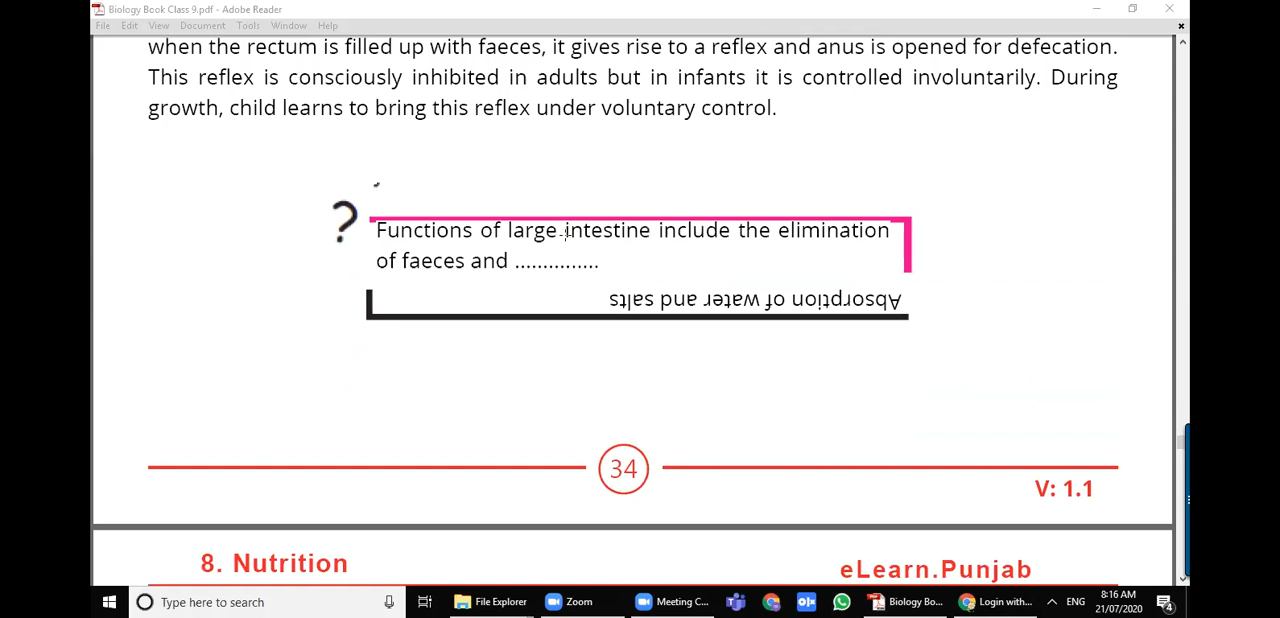 Biology Book Class 9.pdf - Adobe Reader
File Edit View Document Tools Window Help
when the rectum is filled up with faeces, it gives rise to a reflex and anus is opened for defecation.
This reflex is consciously inhibited in adults but in infants it is controlled involuntarily. During
growth, child learns to bring this reflex under voluntary control.
?
Functions of large intestine include the elimination
of faeces and ...............
Absorption of water and salts
34
V: 1.1
8. Nutrition
eLearn.Punjab
Type here to search
File Explorer
Zoom
Meeting C...
Biology Bo...
Login with...
ENG
8:16 AM
21/07/2020
4